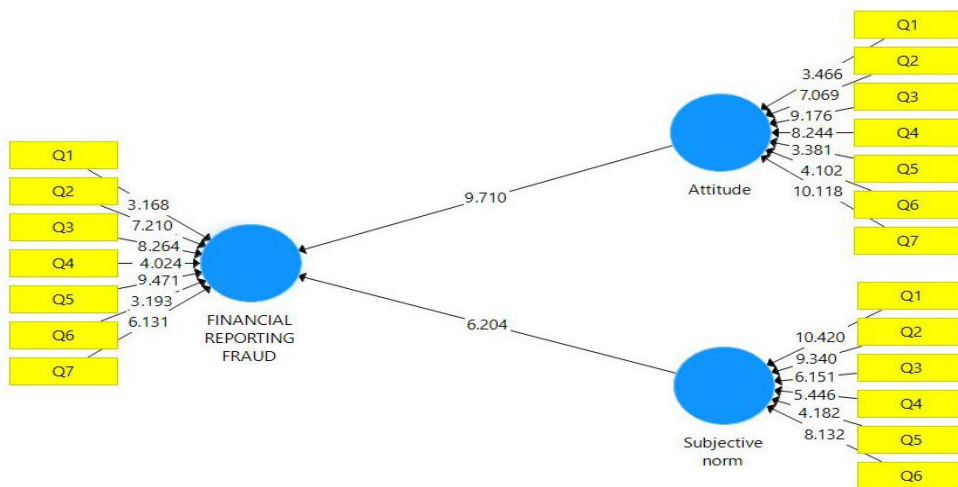 Q1
Q2
Q3
Q4
Q5
Q6
Q7
3.168
7.210
8.264
4.024
9.471
3.193
6.131
FINANCIAL
REPORTING
FRAUD
9.710
6.204
Attitude
3.466
7.069
9.176
8.244
3.381
4.102
10.118
Q1
Q2
Q3
Q4
Q5
Q6
Q7
Subjective
norm
10.420
9.340
6.151
5.446
4.182
8.132
Q1
Q2
Q3
Q4
Q5
Q6